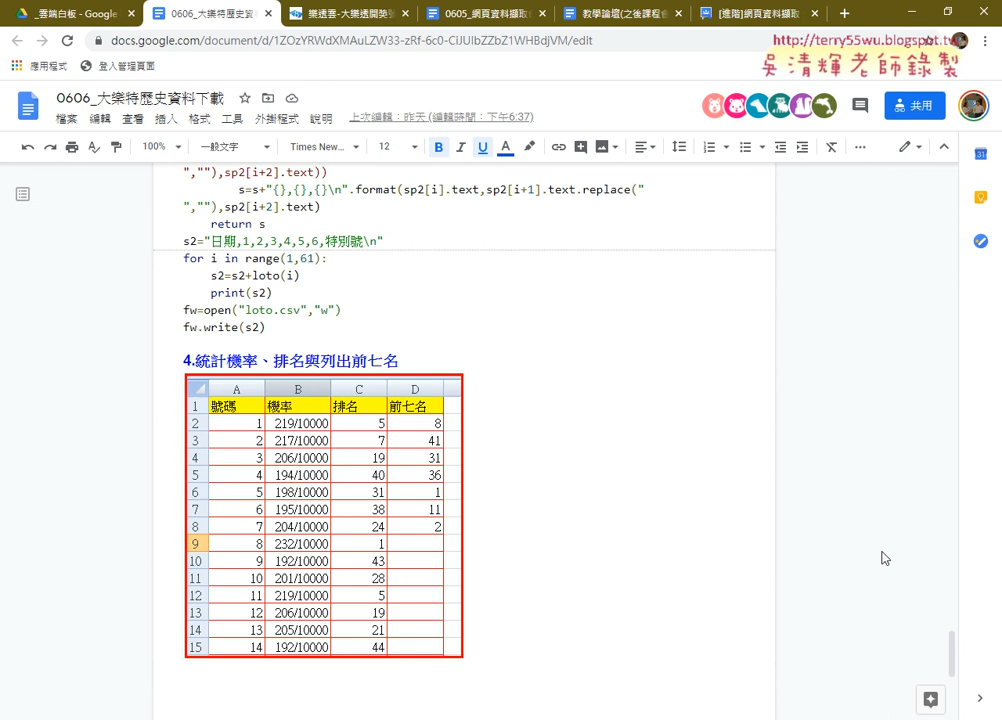 _雲端白板 - Google
0606_大樂特歷史資
樂透雲-大樂透開獎號
0605_網頁資料擷取
教學論壇(之後課程會
[進階]網頁資料擷取
docs.google.com/document/d/1ZOzYRWdXMAuLZW33-zRf-6c0-CiJUIbZZbZ1WHBdjVM/edit
http://terry55wu.blogspot.tw
吳清輝老師錄製
應用程式
登入管理頁面
0606_大樂特歷史資料下載
檔案 編輯 查看 插入 格式 工具 外掛程式 說明
上次編輯：昨天 (編輯時間：下午6:37)
共用
100%
一般文字
Times New...
12
B I U A
","").sp2[i+2].text))
s=s+"{},{},{}\n".format(sp2[i].text,sp2[i+1].text.replace("
",""),sp2[i+2].text)
return s
s2="日期,1,2,3,4,5,6,特別號\n"
for i in range(1,61):
s2=s2+loto(i)
print(s2)
fw=open("loto.csv","w")
fw.write(s2)
4.統計機率、排名與列出前七名
A B C D
1 號碼 機率 排名 前七名
2 1 219/10000 5 8
3 2 217/10000 7 41
4 3 206/10000 19 31
5 4 194/10000 40 36
6 5 198/10000 31 1
7 6 195/10000 38 11
8 7 204/10000 24 2
9 8 232/10000 1
10 9 192/10000 43
11 10 201/10000 28
12 11 219/10000 5
13 12 206/10000 19
14 13 205/10000 21
15 14 192/10000 44